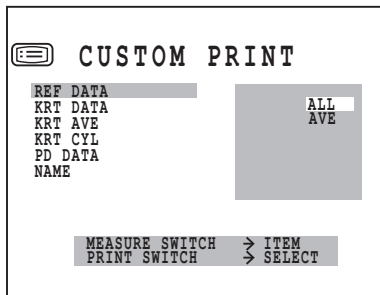 CUSTOM PRINT
REF DATA
KRT DATA
KRT AVE
KRT CYL
PD DATA
NAME
ALL
AVE
MEASURE SWITCH → ITEM
PRINT SWITCH → SELECT